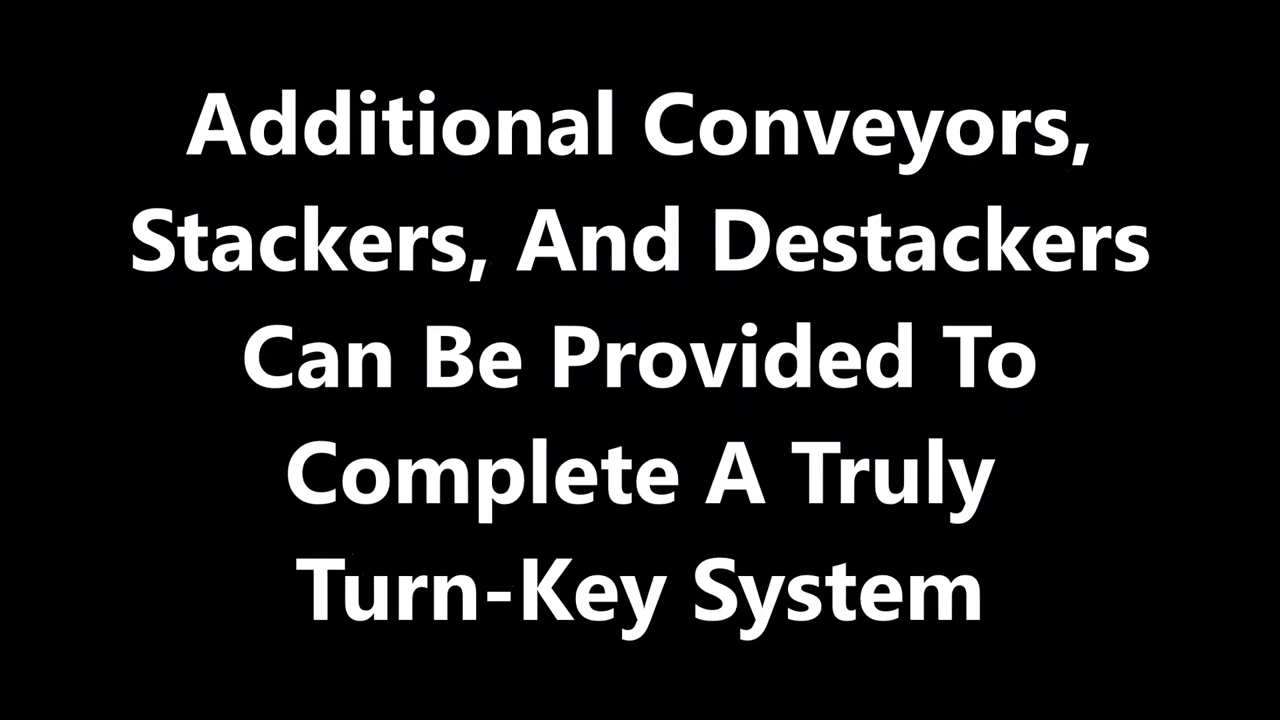 Additional Conveyors,
Stackers, And Destackers
Can Be Provided To
Complete A Truly
Turn-Key System